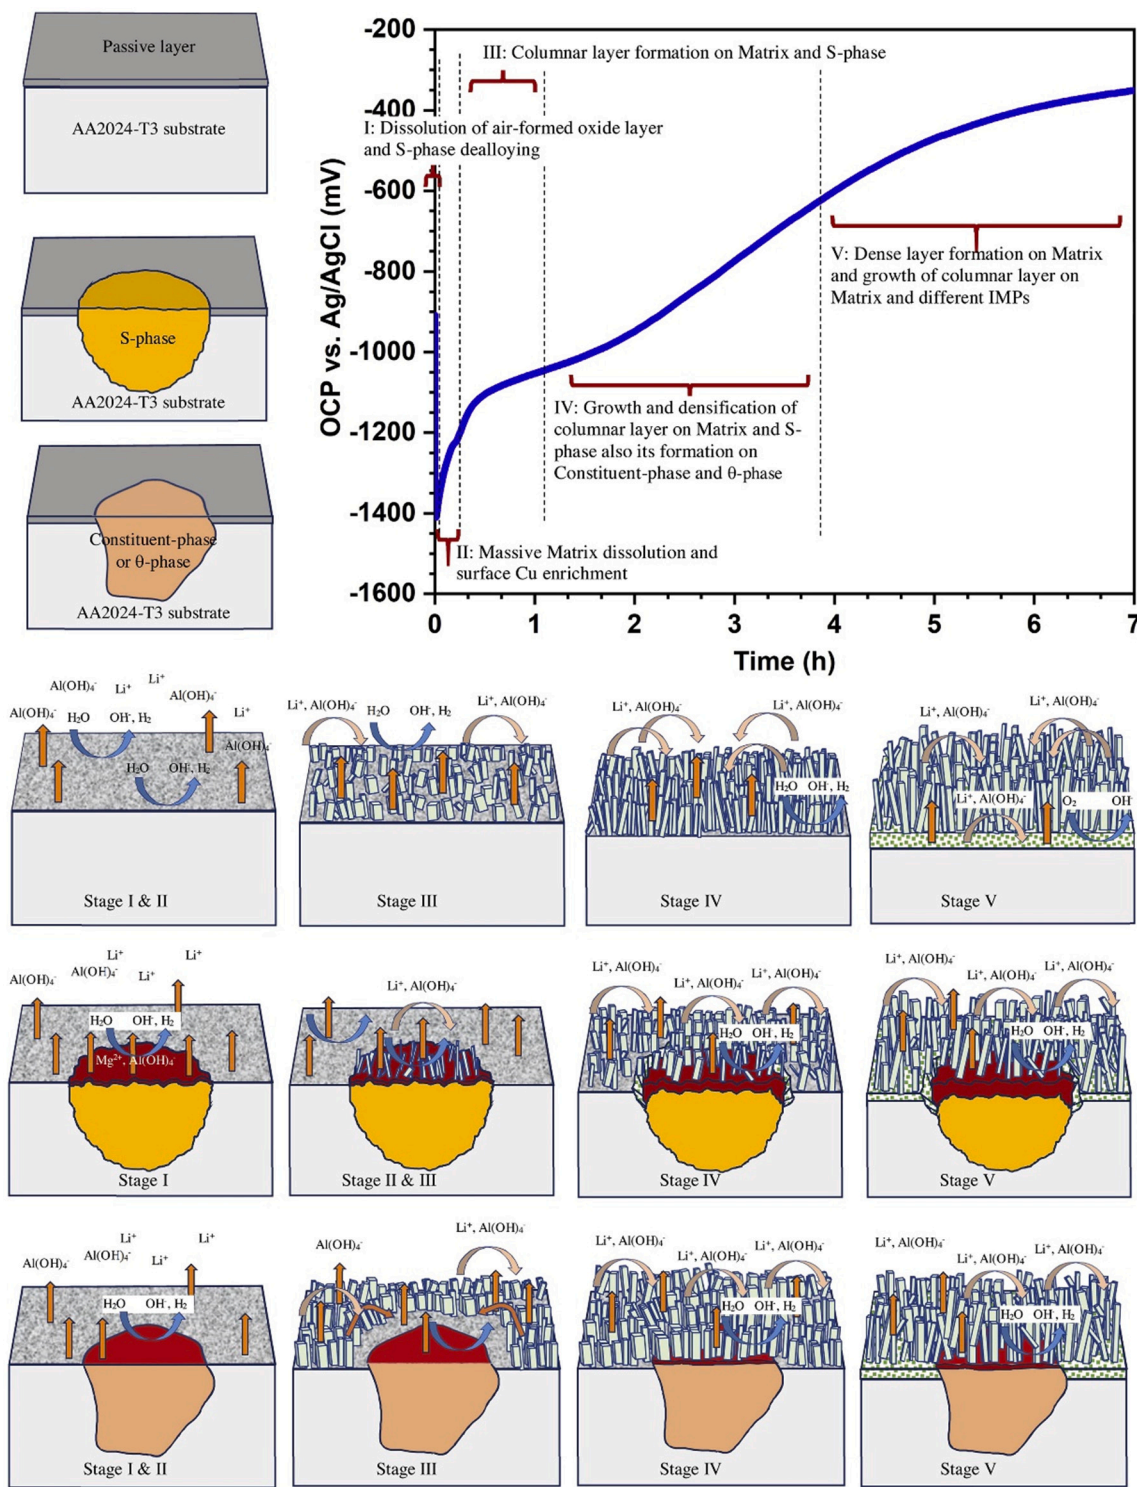 Passive layer
AA2024-T3 substrate
S-phase
AA2024-T3 substrate
Constituent-phase
or θ-phase
AA2024-T3 substrate
OCP vs. Ag/AgCl (mV)
-200
-400
-600
-800
-1000
-1200
-1400
-1600
III: Columnar layer formation on Matrix and S-phase
I: Dissolution of air-formed oxide layer
and S-phase dealloying
V: Dense layer formation on Matrix
and growth of columnar layer on
Matrix and different IMPs
IV: Growth and densification of
columnar layer on Matrix and S-
phase also its formation on
Constituent-phase and θ-phase
II: Massive Matrix dissolution and
surface Cu enrichment
0 1 2 3 4 5 6 7
Time (h)
Al(OH)₄⁻ Li⁺ Li⁺
Al(OH)₄⁻ Li⁺
Al(OH)₄⁻ H₂O OH⁻, H₂
Al(OH)₄⁻
H₂O OH⁻, H₂
Stage I & II
Li⁺, Al(OH)₄⁻ H₂O OH⁻, H₂ Li⁺, Al(OH)₄⁻
Stage III
Li⁺, Al(OH)₄⁻ Li⁺, Al(OH)₄⁻
H₂O OH⁻, H₂
Stage IV
Li⁺, Al(OH)₄⁻ Li⁺, Al(OH)₄⁻
Li⁺, Al(OH)₄⁻ O₂ OH⁻
Stage V
Li⁺ Li⁺
Al(OH)₄⁻ Al(OH)₄⁻ Li⁺
H₂O OH⁻, H₂
Mg²⁺, Al(OH)₄⁻
Stage I
Li⁺, Al(OH)₄⁻
Stage II & III
Li⁺, Al(OH)₄⁻ Li⁺, Al(OH)₄⁻
Li⁺, Al(OH)₄⁻
H₂O OH⁻, H₂
Stage IV
Li⁺, Al(OH)₄⁻ Li⁺, Al(OH)₄⁻
Li⁺, Al(OH)₄⁻
H₂O OH⁻, H₂
Stage V
Li⁺ Li⁺
Al(OH)₄⁻ Al(OH)₄⁻ Li⁺
H₂O OH⁻, H₂
Stage I & II
Li⁺, Al(OH)₄⁻
Al(OH)₄⁻
Stage III
Li⁺, Al(OH)₄⁻ Li⁺, Al(OH)₄⁻
Li⁺, Al(OH)₄⁻
H₂O OH⁻, H₂
Stage IV
Li⁺, Al(OH)₄⁻ Li⁺, Al(OH)₄⁻
Li⁺, Al(OH)₄⁻
H₂O OH⁻, H₂
Stage V